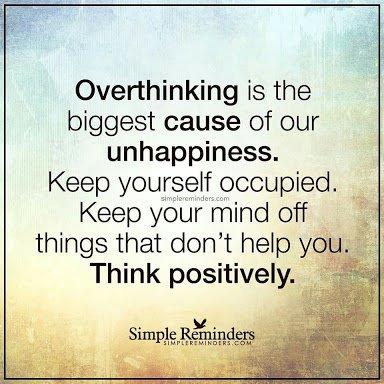 Overthinking is the
biggest cause of our
unhappiness.
Keep yourself occupied.
simplereminders.com
Keep your mind off
things that don't help you.
Think positively.
Simple Reminders
SIMPLEREMINDERS.COM